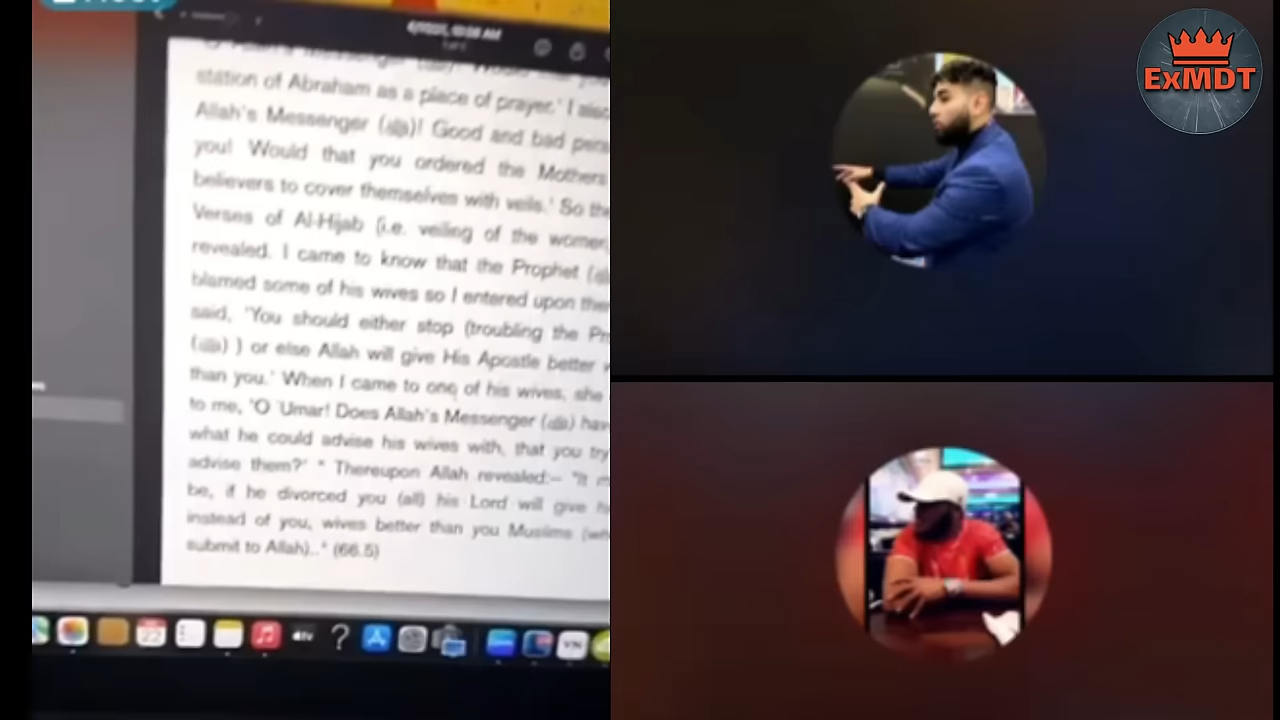 station of Abraham as a place of prayer.' I also
Allah's Messenger (ﷺ)! Good and bad
you! Would that you ordered the Mothers
believers to cover themselves with veils.' So
Verses of Al-Hijab (i.e. veiling of the women
revealed. I came to know that the Prophet (
blamed some of his wives so I entered upon
said, 'You should either stop (troubling the
(ﷺ) ) or else Allah will give His Apostle better
than you.' When I came to one of his wives, she
to me, 'O 'Umar! Does Allah's Messenger (ﷺ)
what he could advise his wives with, that you try
advise them?' " Thereupon Allah revealed:-- "It
be, if he divorced you (all) his Lord will give
instead of you, wives better than you Muslims
submit to Allah).." (66.5)
ExMDT